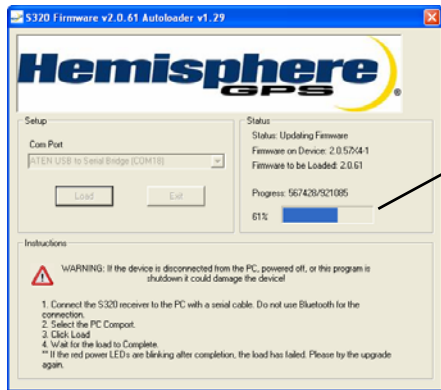 S320 Firmware v2.0.61 Autoloader v1.29
Hemisphere
GPS
Setup
Com Port
ATEN USB to Serial Bridge (COM18)
Load
Exit
Status
Status: Updating Firmware
Firmware on Device: 2.0.57X4-1
Firmware to be Loaded: 2.0.61
Progress: 567428/921085
61%
Instructions
WARNING: If the device is disconnected from the PC, powered off, or this program is
shutdown it could damage the device!
1. Connect the S320 receiver to the PC with a serial cable. Do not use Bluetooth for the
connection.
2. Select the PC Comport.
3. Click Load
4. Wait for the load to Complete.
** If the red power LEDs are blinking after completion, the load has failed. Please by the upgrade
again.